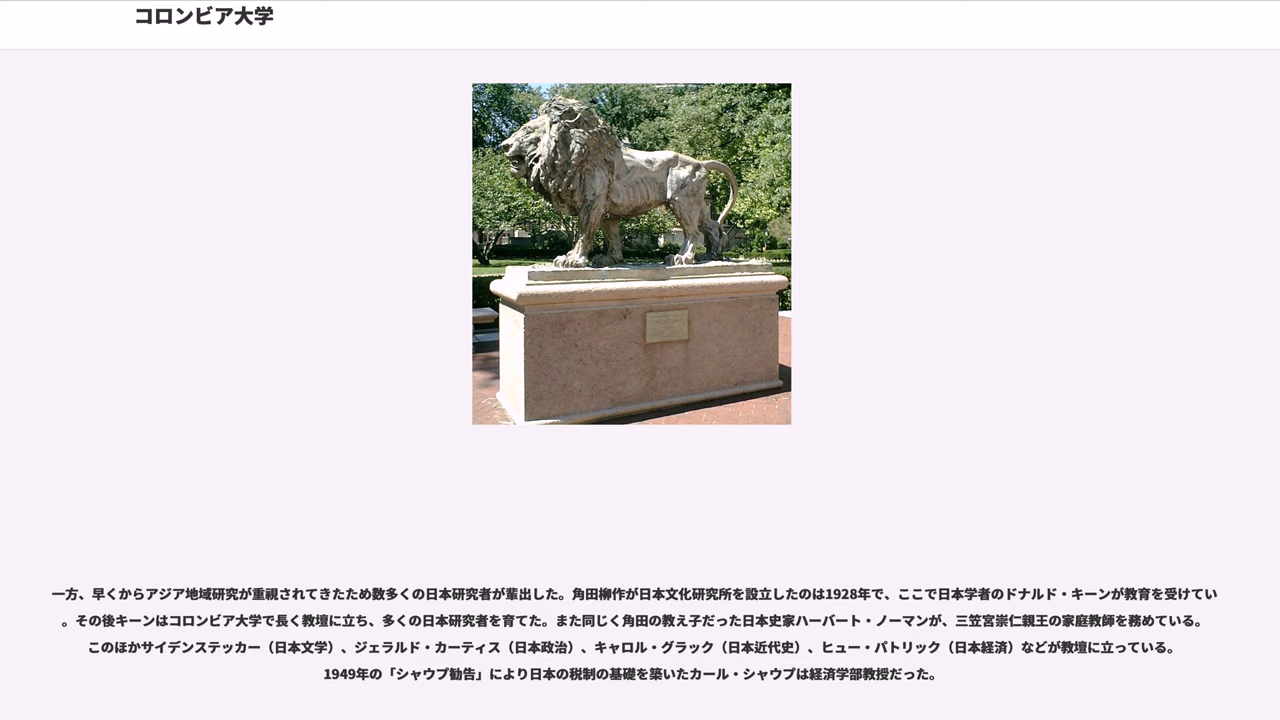 コロンビア大学
一方、早くからアジア地域研究が重視されてきたため数多くの日本研究者が輩出した。角田柳作が日本文化研究所を設立したのは1928年で、ここで日本学者のドナルド・キーンが教育を受けてい
。その後キーンはコロンビア大学で長く教壇に立ち、多くの日本研究者を育てた。また同じく角田の教え子だった日本史家ハーバート・ノーマンが、三笠宮崇仁親王の家庭教師を務めている。
このほかサイデンステッカー（日本文学）、ジェラルド・カーティス（日本政治）、キャロル・グラック（日本近代史）、ヒュー・パトリック（日本経済）などが教壇に立っている。
1949年の「シャウプ勧告」により日本の税制の基礎を築いたカール・シャウプは経済学部教授だった。